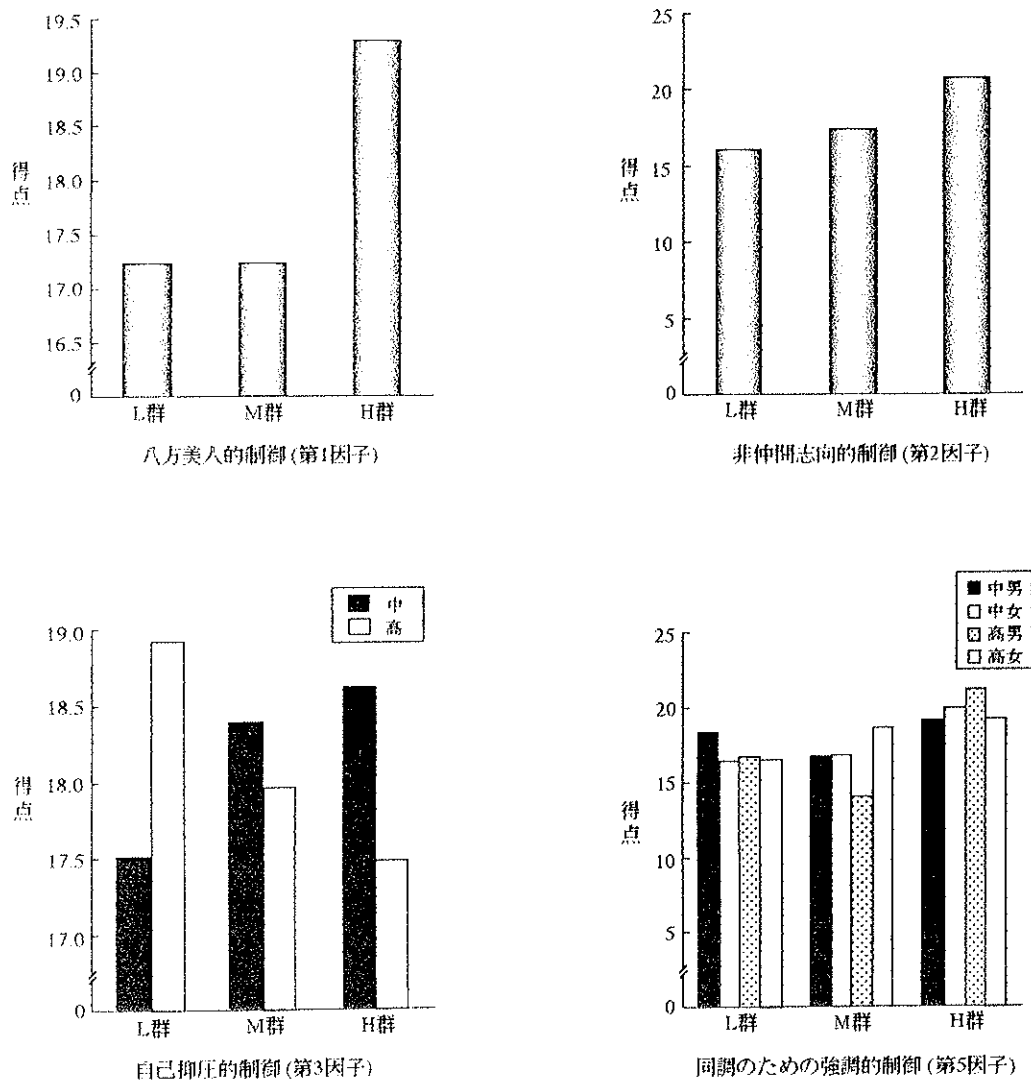 19.5
19.0
18.5
18.0
17.5
17.0
16.5
0
得点
L群 M群 H群
八方美人的制御(第1因子)
25
20
15
10
5
0
得点
L群 M群 H群
非仲間志向的制御(第2因子)
中
高
19.0
18.5
18.0
17.5
17.0
0
得点
L群 M群 H群
自己抑圧的制御(第3因子)
中男
中女
高男
高女
25
20
15
10
5
0
得点
L群 M群 H群
同調のための強調的制御(第5因子)